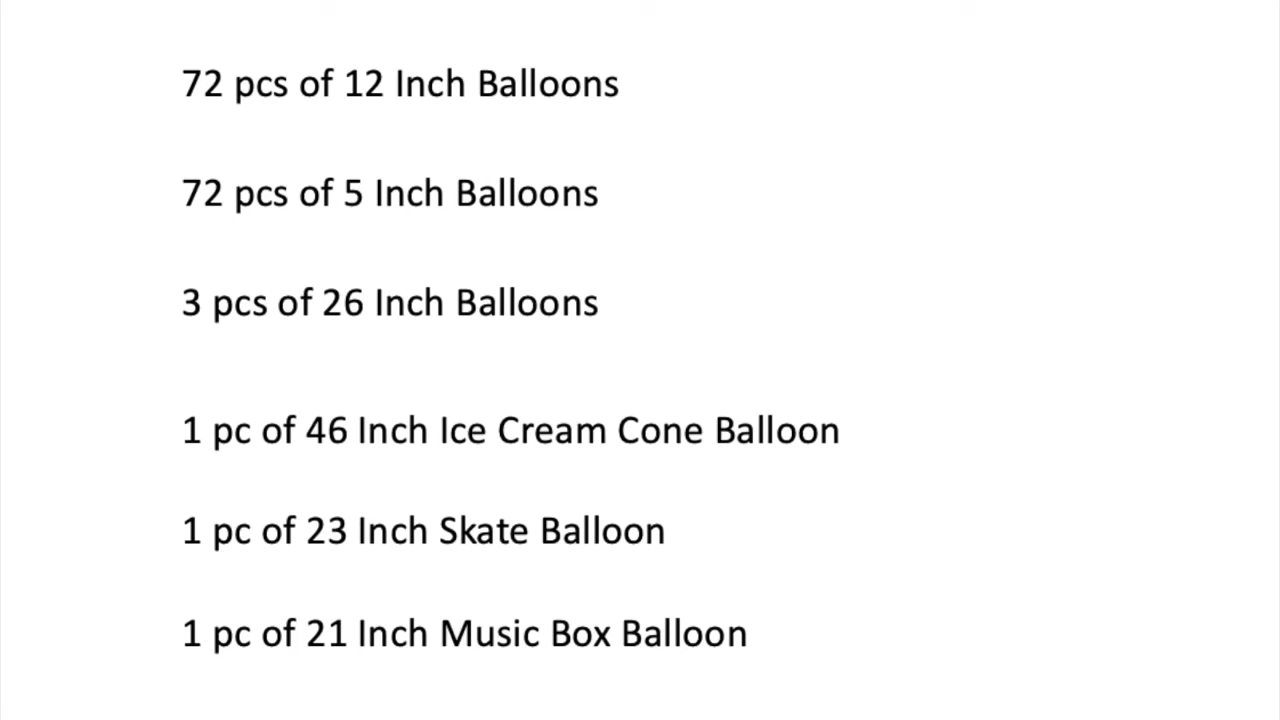 72 pcs of 12 Inch Balloons
72 pcs of 5 Inch Balloons
3 pcs of 26 Inch Balloons
1 pc of 46 Inch Ice Cream Cone Balloon
1 pc of 23 Inch Skate Balloon
1 pc of 21 Inch Music Box Balloon